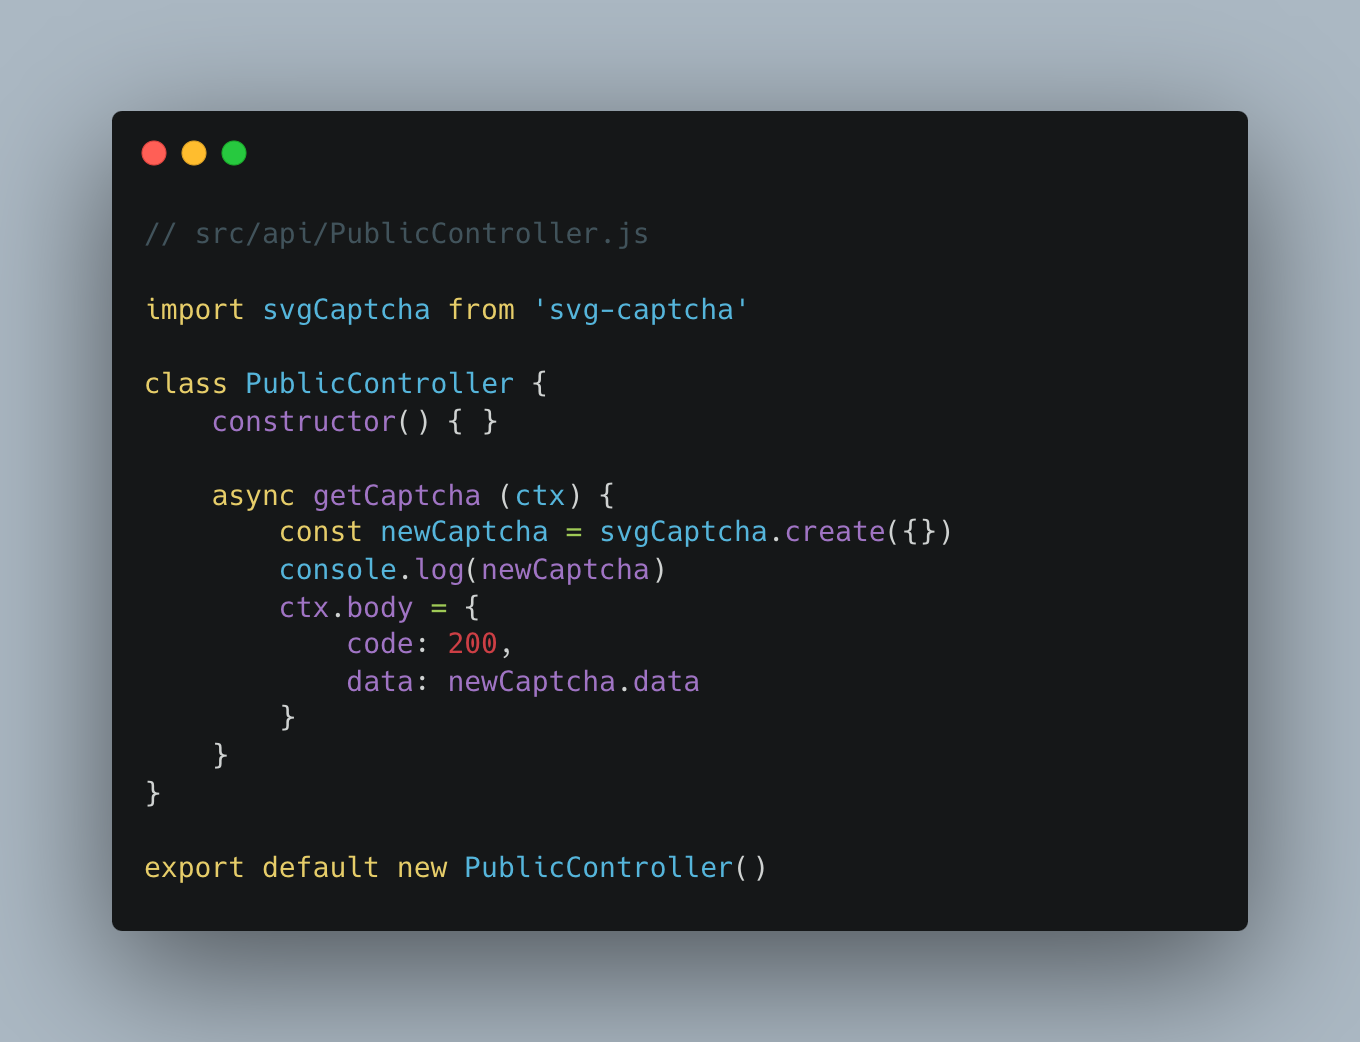 // src/api/PublicController.js
import svgCaptcha from 'svg-captcha'
class PublicController {
    constructor() { }
    async getCaptcha (ctx) {
        const newCaptcha = svgCaptcha.create({})
        console.log(newCaptcha)
        ctx.body = {
            code: 200,
            data: newCaptcha.data
        }
    }
}
export default new PublicController()